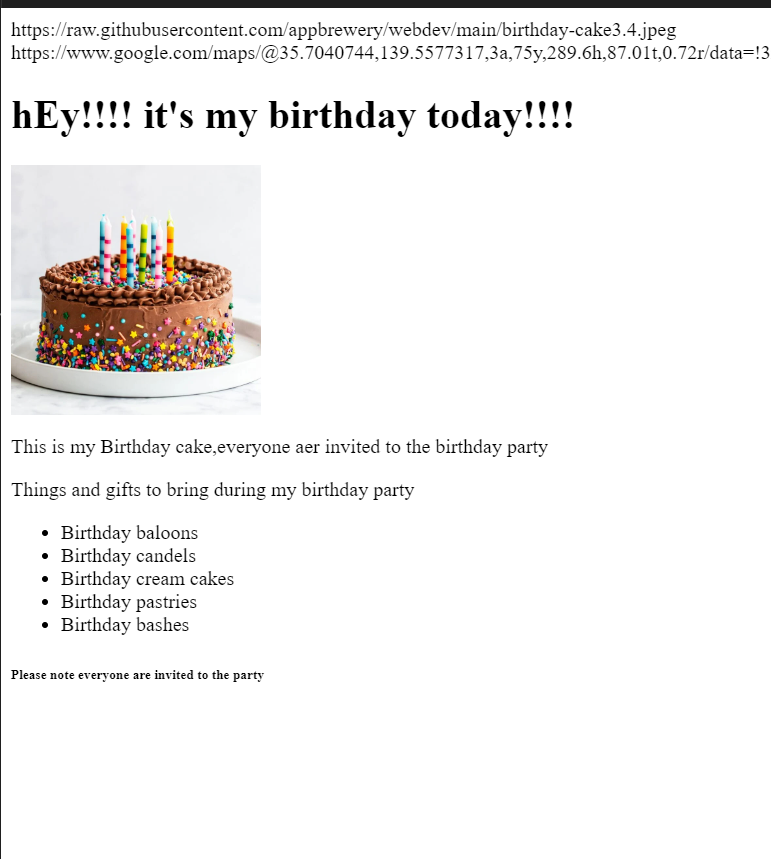 https://raw.githubusercontent.com/appbrewery/webdev/main/birthday-cake3.4.jpeg
https://www.google.com/maps/@35.7040744,139.5577317,3a,75y,289.6h,87.01t,0.72r/data=!3
hEy!!!! it's my birthday today!!!!
This is my Birthday cake,everyone aer invited to the birthday party
Things and gifts to bring during my birthday party
Birthday baloons
Birthday candels
Birthday cream cakes
Birthday pastries
Birthday bashes
Please note everyone are invited to the party